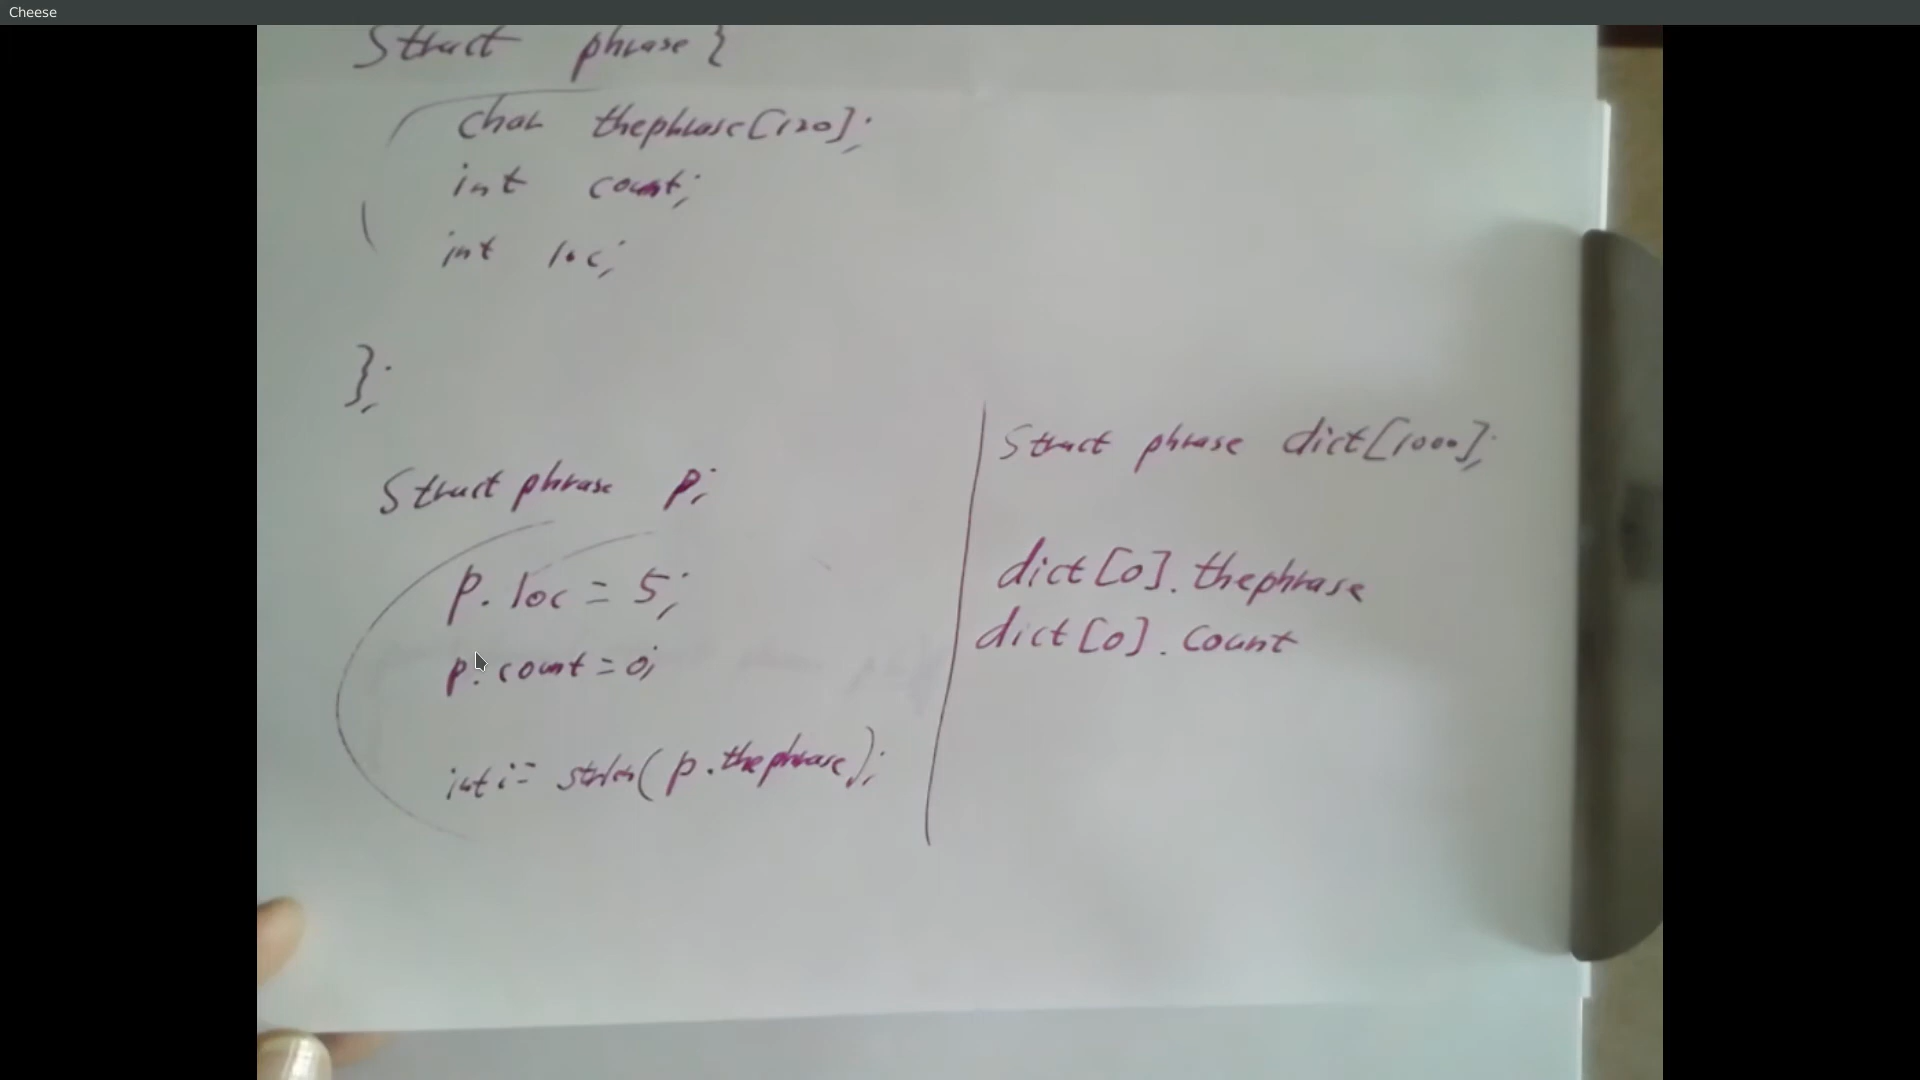 Cheese
Struct phrase {
char thephrase[120];
int count;
int loc;
};
Struct phrase p;
p.loc = 5;
p.count = 0;
int i = strlen( p.thephrase );
Struct phrase dict[1000];
dict[0].thephrase
dict[0].count